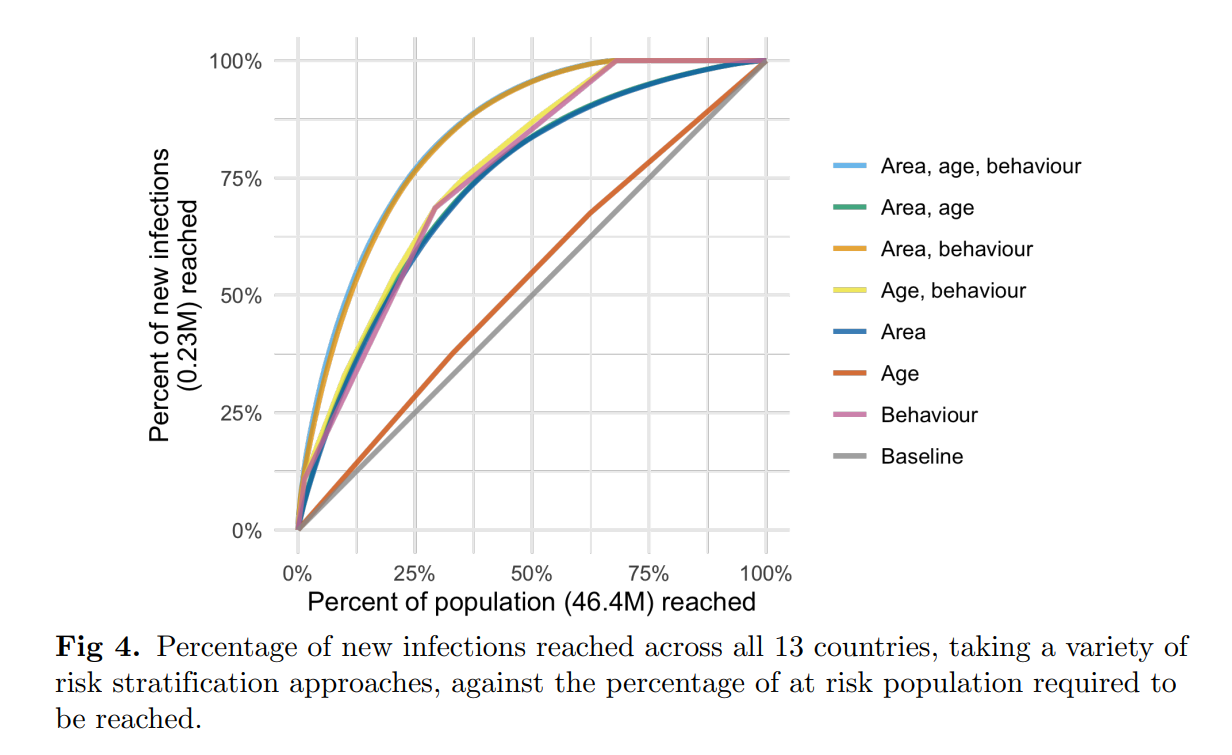 100%
75%
50%
25%
0%
Percent of new infections
(0.23M) reached
0%
25%
50%
75%
100%
Percent of population (46.4M) reached
Area, age, behaviour
Area, age
Area, behaviour
Age, behaviour
Area
Age
Behaviour
Baseline
Fig 4. Percentage of new infections reached across all 13 countries, taking a variety of
risk stratification approaches, against the percentage of at risk population required to
be reached.